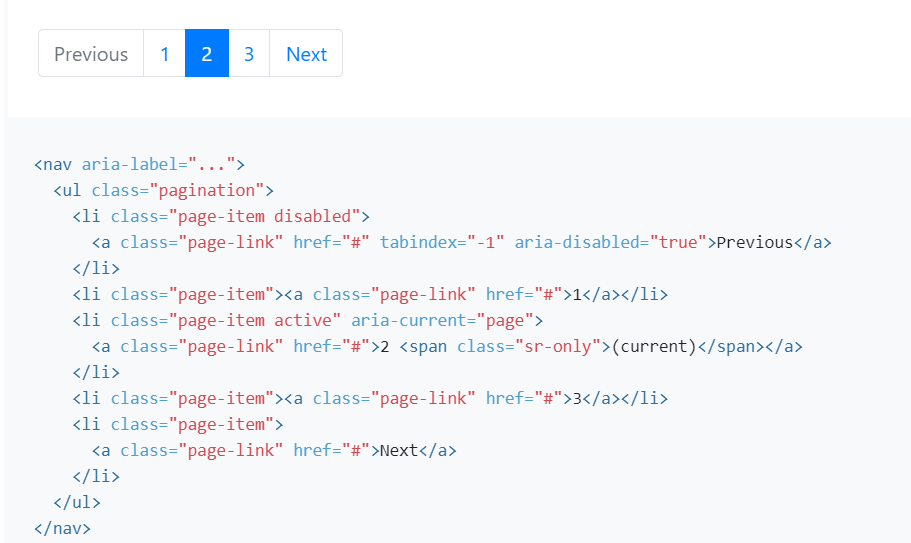 Previous 1 2 3 Next
<nav aria-label="...">
  <ul class="pagination">
    <li class="page-item disabled">
      <a class="page-link" href="#" tabindex="-1" aria-disabled="true">Previous</a>
    </li>
    <li class="page-item"><a class="page-link" href="#">1</a></li>
    <li class="page-item active" aria-current="page">
      <a class="page-link" href="#">2 <span class="sr-only">(current)</span></a>
    </li>
    <li class="page-item"><a class="page-link" href="#">3</a></li>
    <li class="page-item">
      <a class="page-link" href="#">Next</a>
    </li>
  </ul>
</nav>